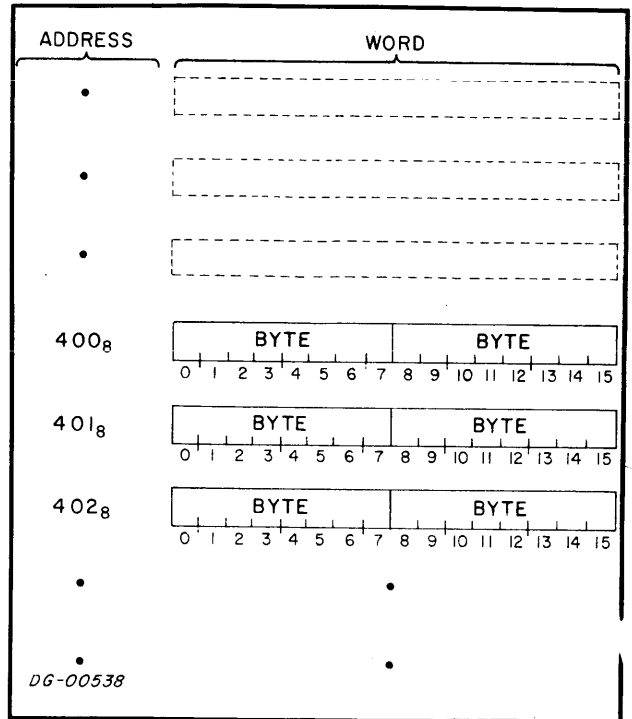 ADDRESS WORD
400₈ BYTE BYTE
0 1 2 3 4 5 6 7 8 9 10 11 12 13 14 15
401₈ BYTE BYTE
0 1 2 3 4 5 6 7 8 9 10 11 12 13 14 15
402₈ BYTE BYTE
0 1 2 3 4 5 6 7 8 9 10 11 12 13 14 15
DG-00538